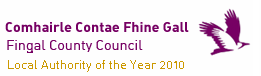 Comhairle Contae Fhine Gall
Fingal County Council
Local Authority of the Year 2010